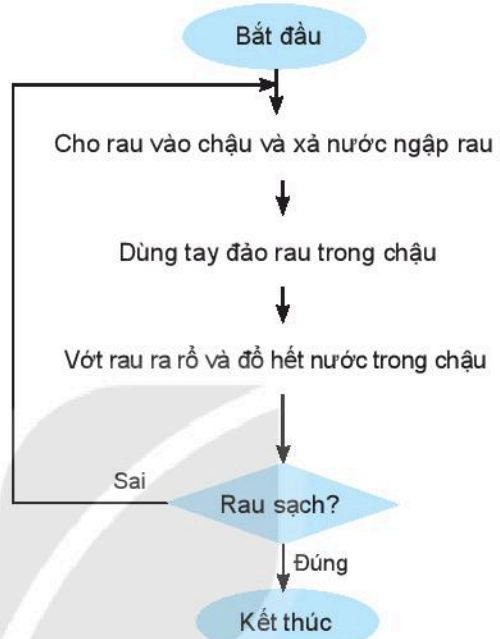 Bắt đầu
Cho rau vào chậu và xả nước ngập rau
Dùng tay đảo rau trong chậu
Vớt rau ra rổ và đổ hết nước trong chậu
Sai
Rau sạch?
Đúng
Kết thúc